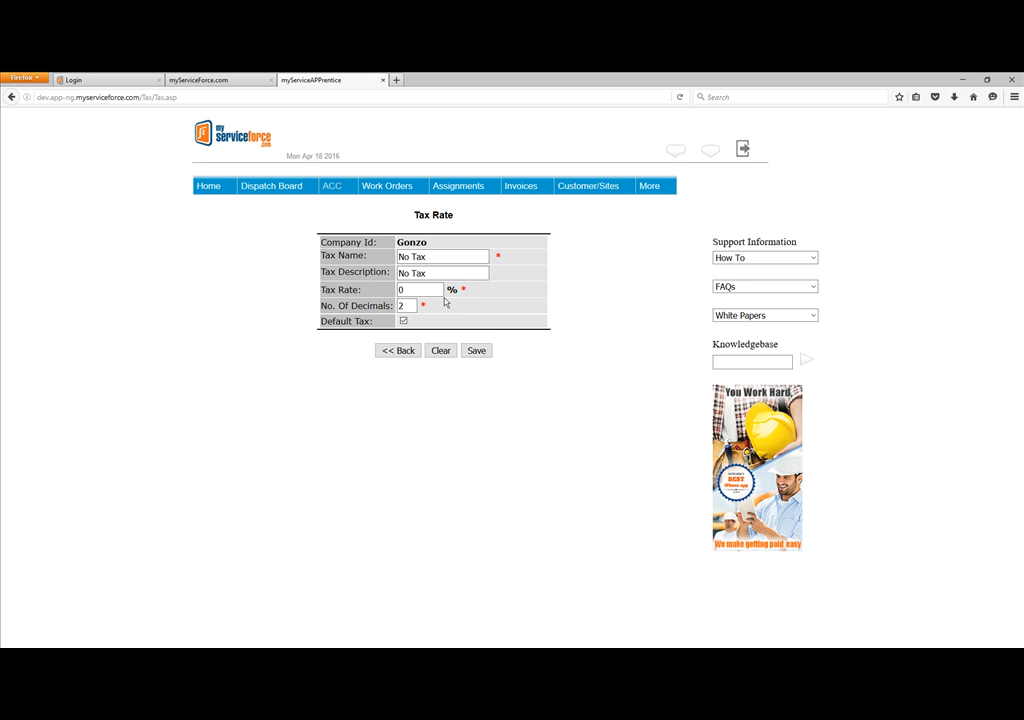 Firefox
Login
myServiceForce.com
myServiceAPPrentice
dev.app-ng.myserviceforce.com/Tax/Tax.asp
Search
my
serviceforce
.com
Mon Apr 18 2016
Home
Dispatch Board
ACC
Work Orders
Assignments
Invoices
Customer/Sites
More
Tax Rate
Company Id: Gonzo
Tax Name: No Tax *
Tax Description: No Tax
Tax Rate: 0 % *
No. Of Decimals: 2 *
Default Tax:
<< Back
Clear
Save
Support Information
How To
FAQs
White Papers
Knowledgebase
You Work Hard.
BEST
iPhone app
We make getting paid easy